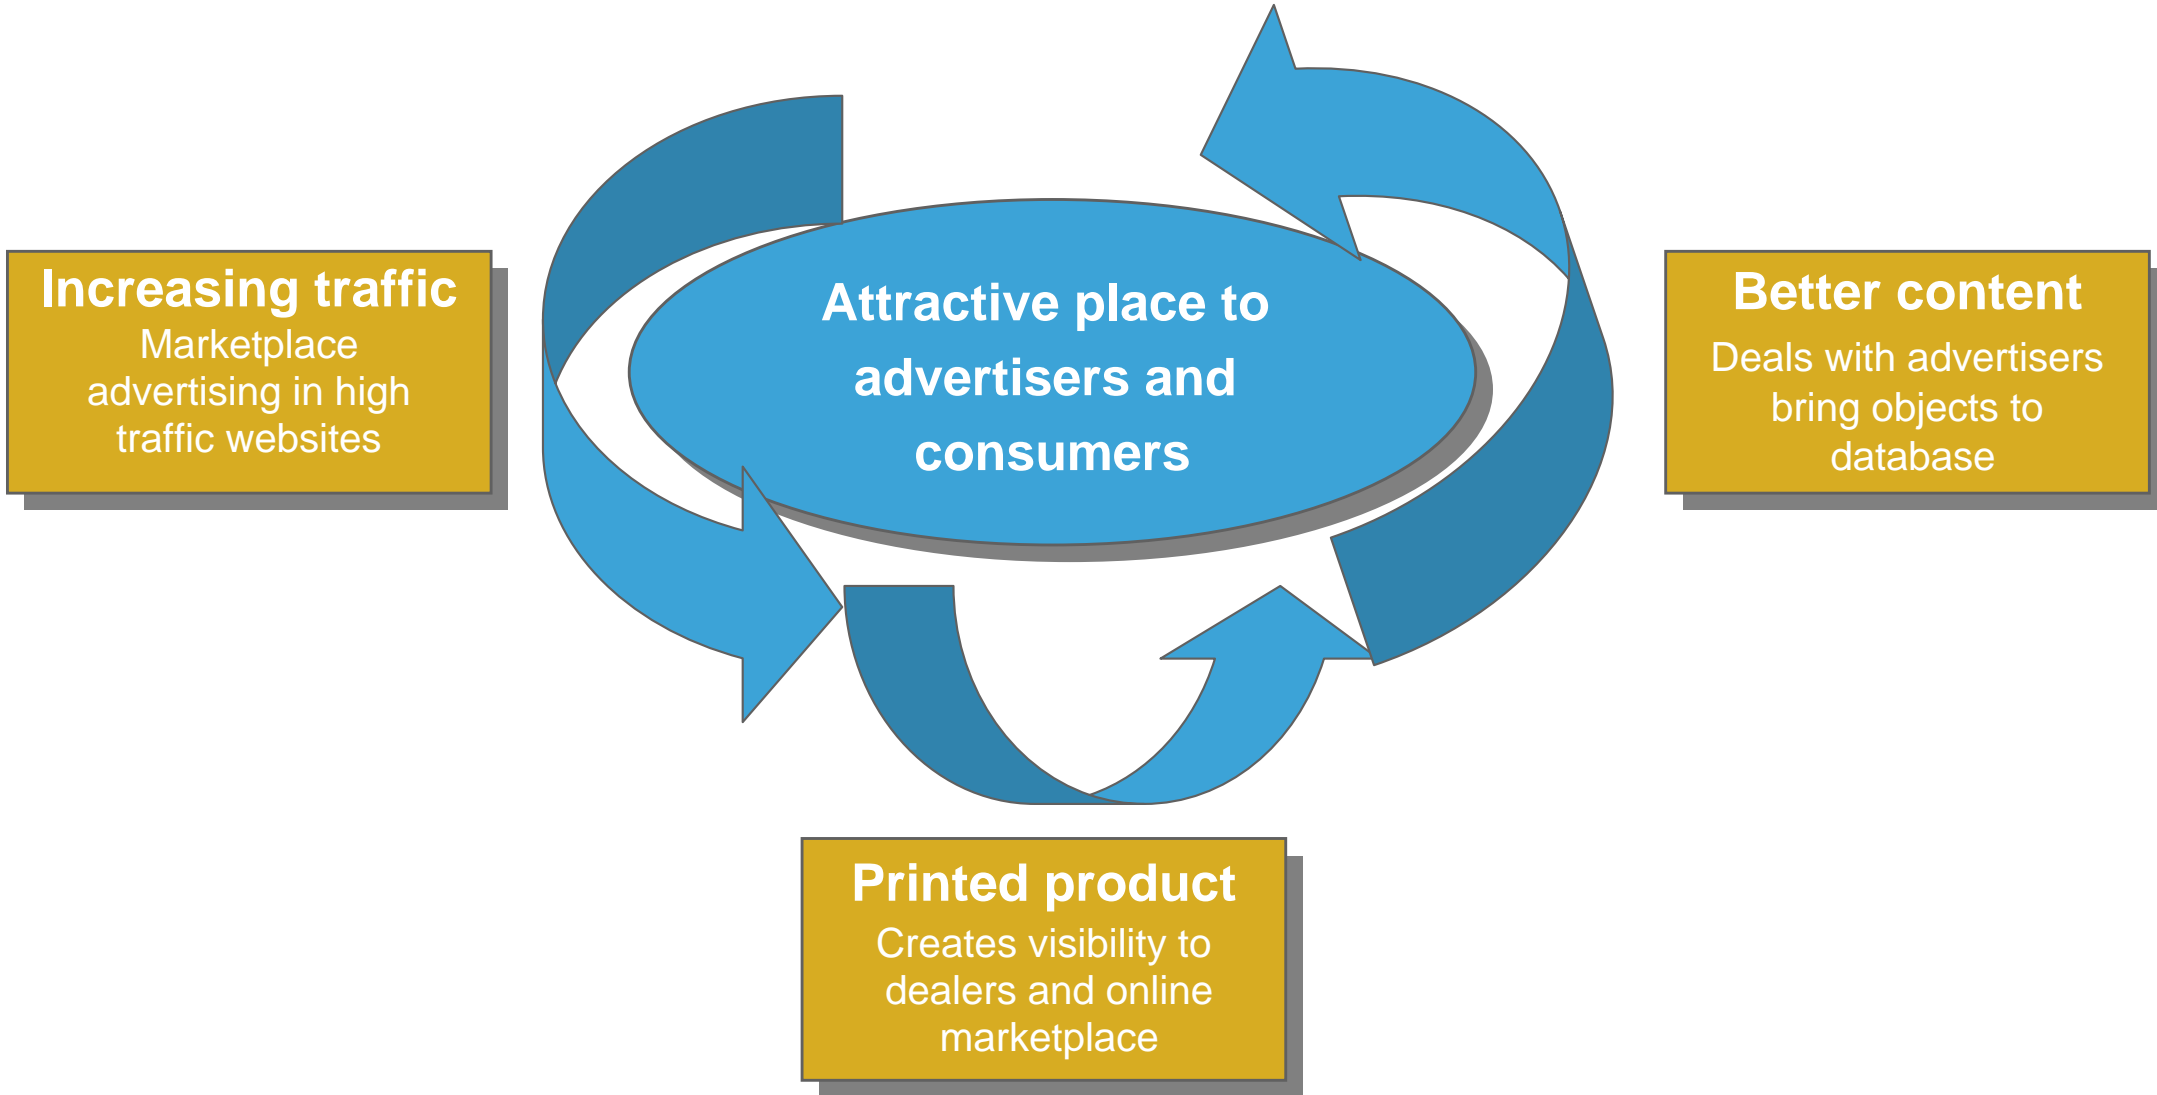 Increasing traffic
Marketplace
advertising in high
traffic websites
Attractive place to
advertisers and
consumers
Better content
Deals with advertisers
bring objects to
database
Printed product
Creates visibility to
dealers and online
marketplace